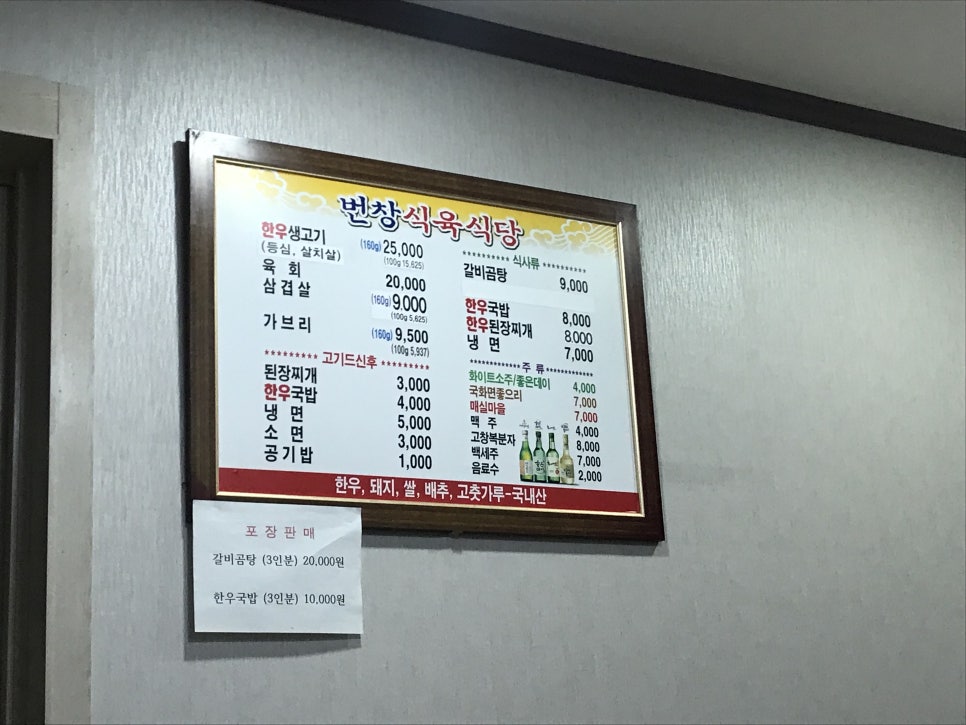 번창식육식당
한우생고기 (160g) 25,000
(등심, 살치살) (100g 15,625)
육 회 20,000
삼겹살 (160g) 9,000
(100g 5,625)
가브리 (160g) 9,500
(100g 5,937)
********* 고기드신후 *********
된장찌개 3,000
한우국밥 4,000
냉 면 5,000
소 면 3,000
공기밥 1,000
********** 식사류 **********
갈비곰탕 9,000
한우국밥 8,000
한우된장찌개 8,000
냉 면 7,000
************* 주 류 *************
화이트소주/좋은데이 4,000
국화면좋으리 7,000
매실마을 7,000
맥 주 4,000
고창복분자 8,000
백세주 7,000
음료수 2,000
한우, 돼지, 쌀, 배추, 고춧가루-국내산
포 장 판 매
갈비곰탕 (3인분) 20,000원
한우국밥 (3인분) 10,000원